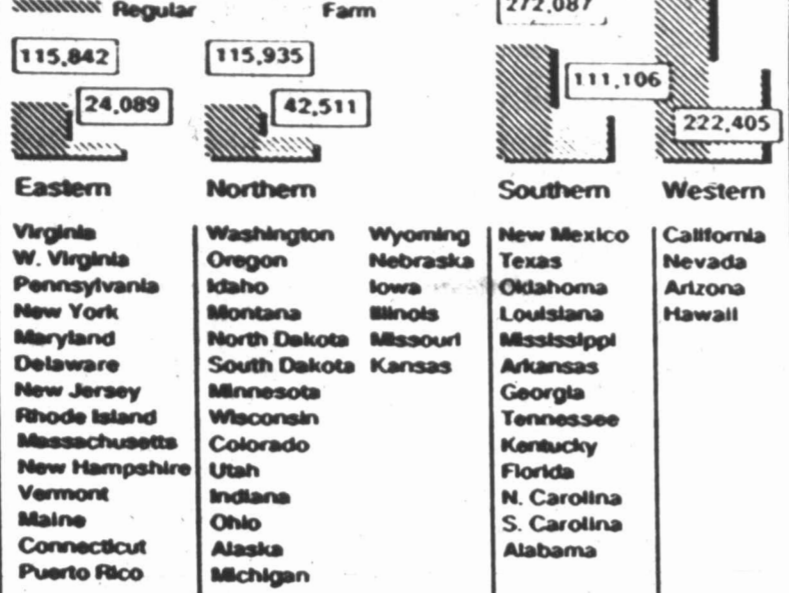 Regular Farm
272,087
115,842 115,935
111,106
24,089 42,511
222,405
Eastern Northern Southern Western
Virginia Washington Wyoming New Mexico California
W. Virginia Oregon Nebraska Texas Nevada
Pennsylvania Idaho Iowa Oklahoma Arizona
New York Montana Illinois Louisiana Hawaii
Maryland North Dakota Missouri Mississippi
Delaware South Dakota Kansas Arkansas
New Jersey Minnesota Georgia
Rhode Island Wisconsin Tennessee
Massachusetts Colorado Kentucky
New Hampshire Utah Florida
Vermont Indiana N. Carolina
Maine Ohio S. Carolina
Connecticut Alaska Alabama
Puerto Rico Michigan